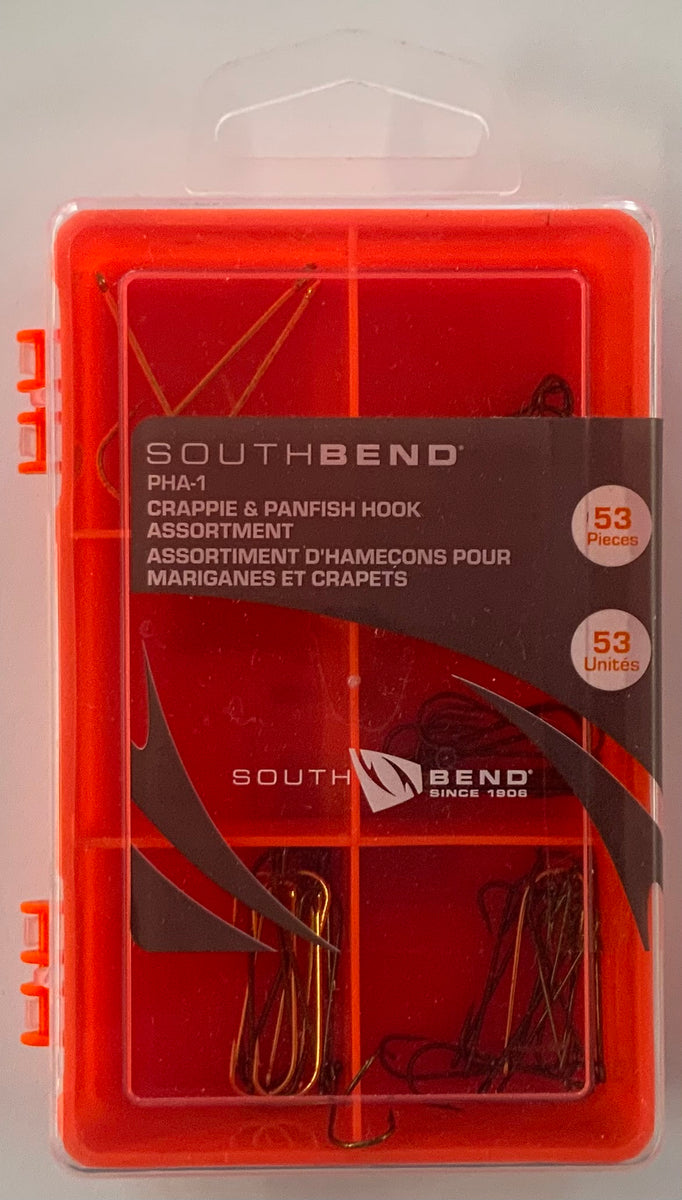 SOUTHBEND®
PHA-1
CRAPPIE & PANFISH HOOK
ASSORTMENT
ASSORTIMENT D'HAMECONS POUR
MARIGANES ET CRAPETS
53
Pieces
53
Unités
SOUTH BEND®
SINCE 1906